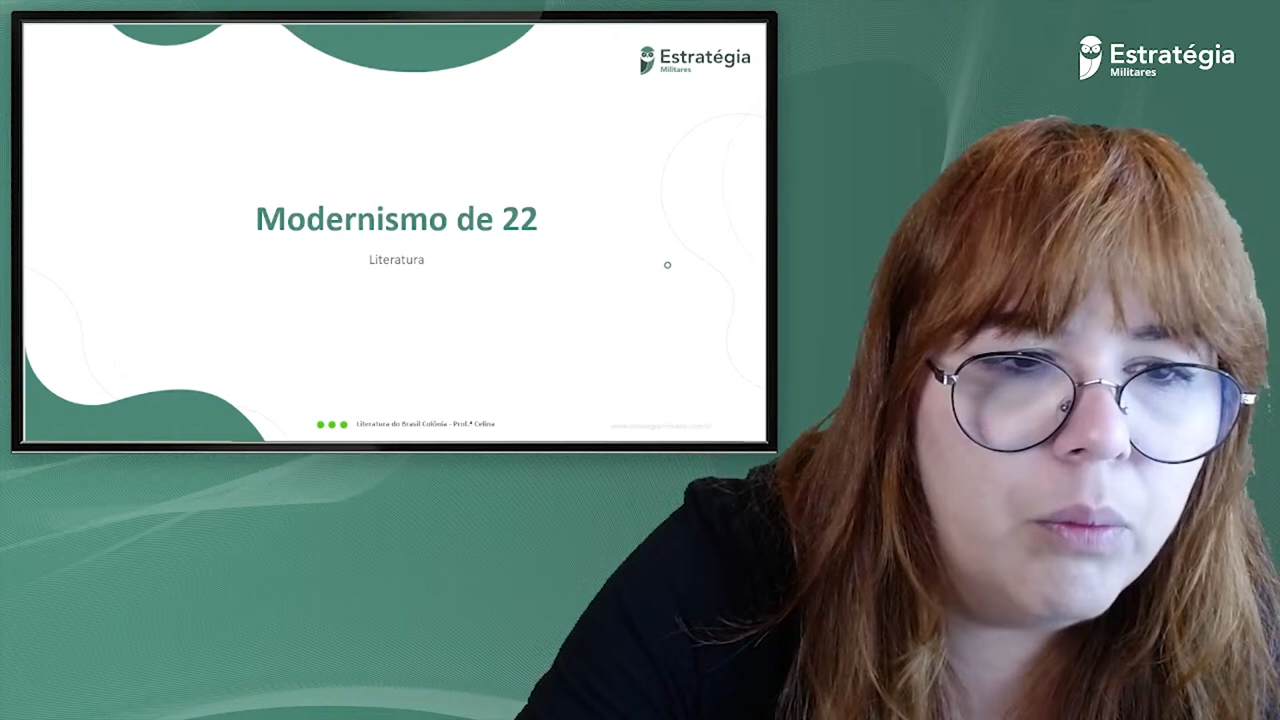 Estratégia
Militares
Modernismo de 22
Literatura
Literatura do Brasil Colônia - Prof.ª Celina
Estratégia
Militares